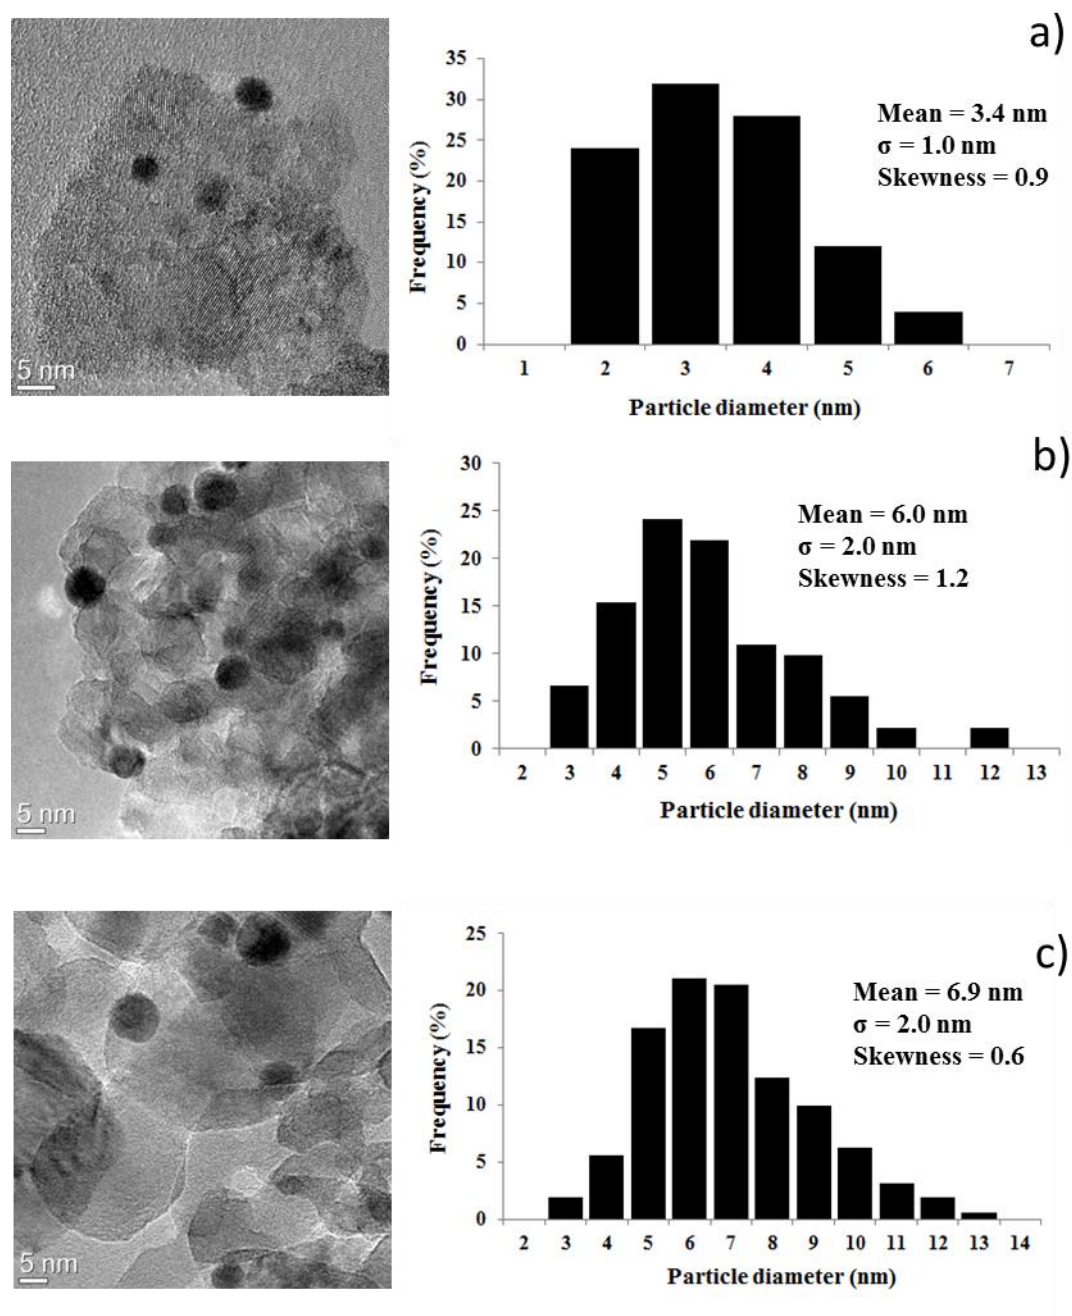 a)
5 nm
35
30
25
20
15
10
5
0
Frequency (%)
Mean = 3.4 nm
σ = 1.0 nm
Skewness = 0.9
1 2 3 4 5 6 7
Particle diameter (nm)
b)
5 nm
30
25
20
15
10
5
0
Frequency (%)
Mean = 6.0 nm
σ = 2.0 nm
Skewness = 1.2
2 3 4 5 6 7 8 9 10 11 12 13
Particle diameter (nm)
c)
5 nm
25
20
15
10
5
0
Frequency (%)
Mean = 6.9 nm
σ = 2.0 nm
Skewness = 0.6
2 3 4 5 6 7 8 9 10 11 12 13 14
Particle diameter (nm)